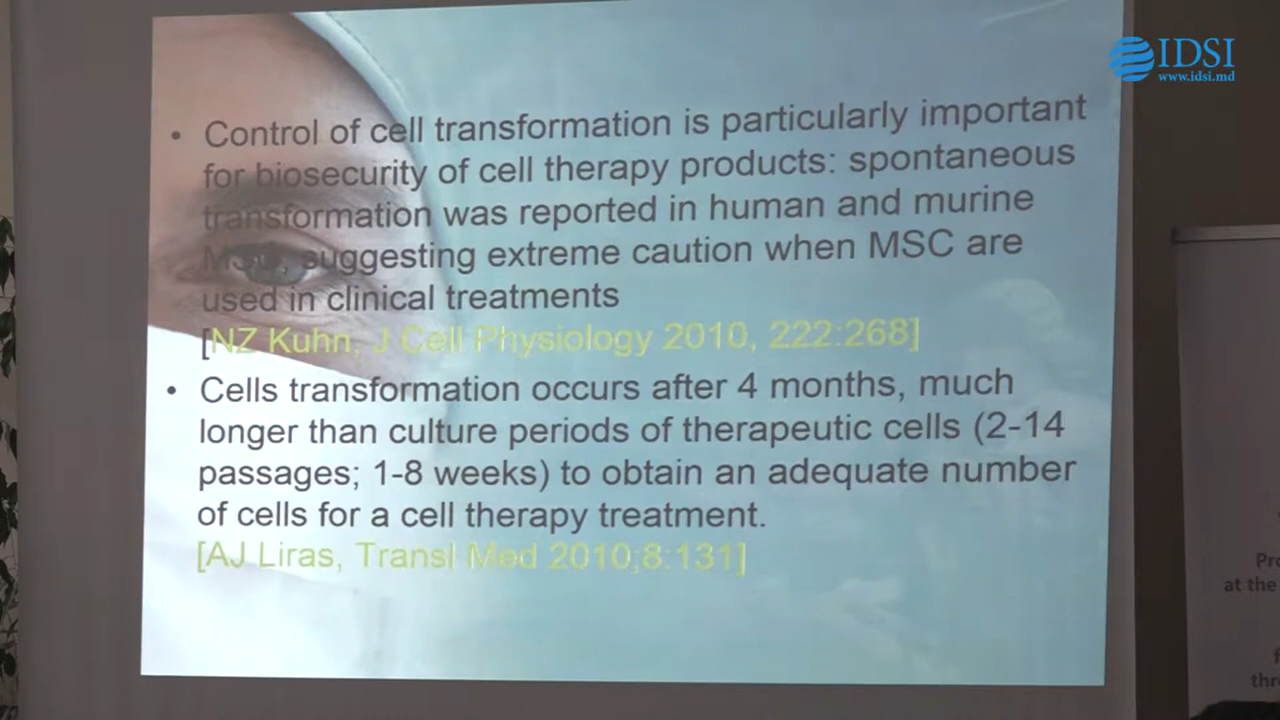 IDSI
www.idsi.md
• Control of cell transformation is particularly important
for biosecurity of cell therapy products: spontaneous
transformation was reported in human and murine
MSC, suggesting extreme caution when MSC are
used in clinical treatments
[NZ Kuhn, J Cell Physiology 2010, 222:268]
• Cells transformation occurs after 4 months, much
longer than culture periods of therapeutic cells (2-14
passages; 1-8 weeks) to obtain an adequate number
of cells for a cell therapy treatment.
[AJ Liras, Transl Med 2010;8:131]
at the